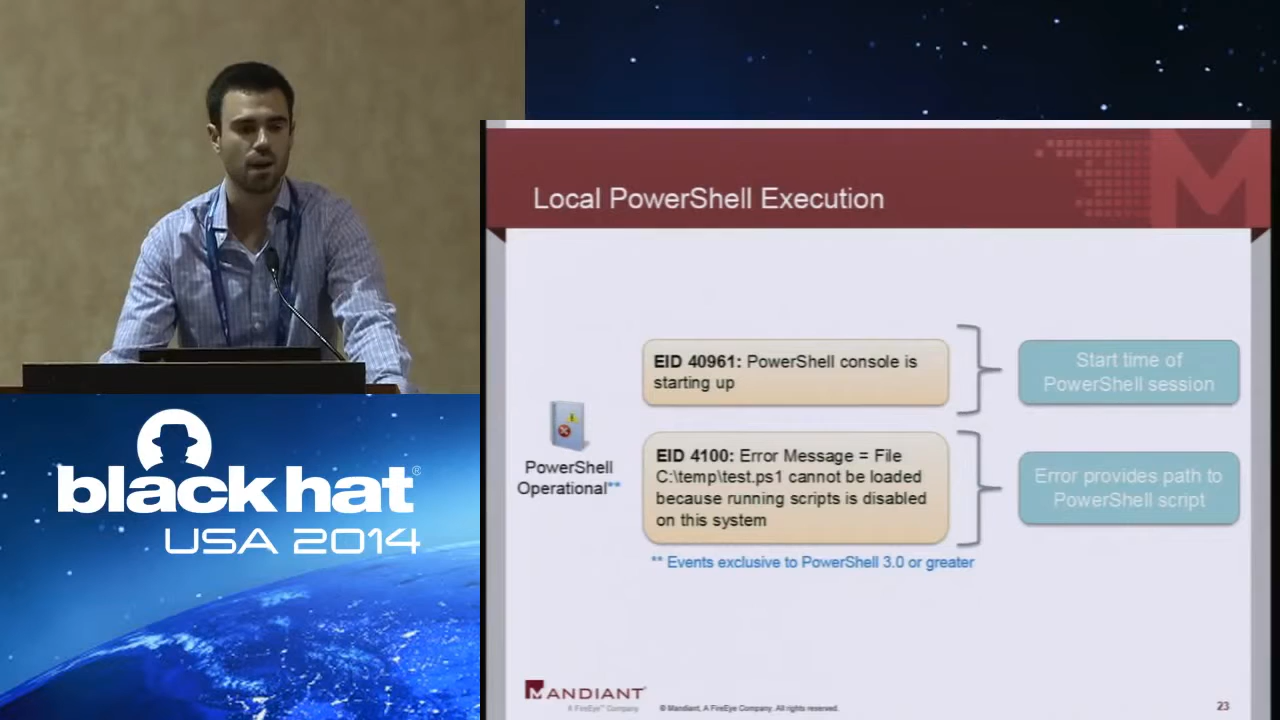 Local PowerShell Execution
EID 40961: PowerShell console is
starting up
Start time of
PowerShell session
PowerShell
Operational**
EID 4100: Error Message = File
C:\temp\test.ps1 cannot be loaded
because running scripts is disabled
on this system
Error provides path to
PowerShell script
** Events exclusive to PowerShell 3.0 or greater
MANDIANT
A FireEye™ Company
© Mandiant, A FireEye Company. All rights reserved.
23
black hat®
USA 2014